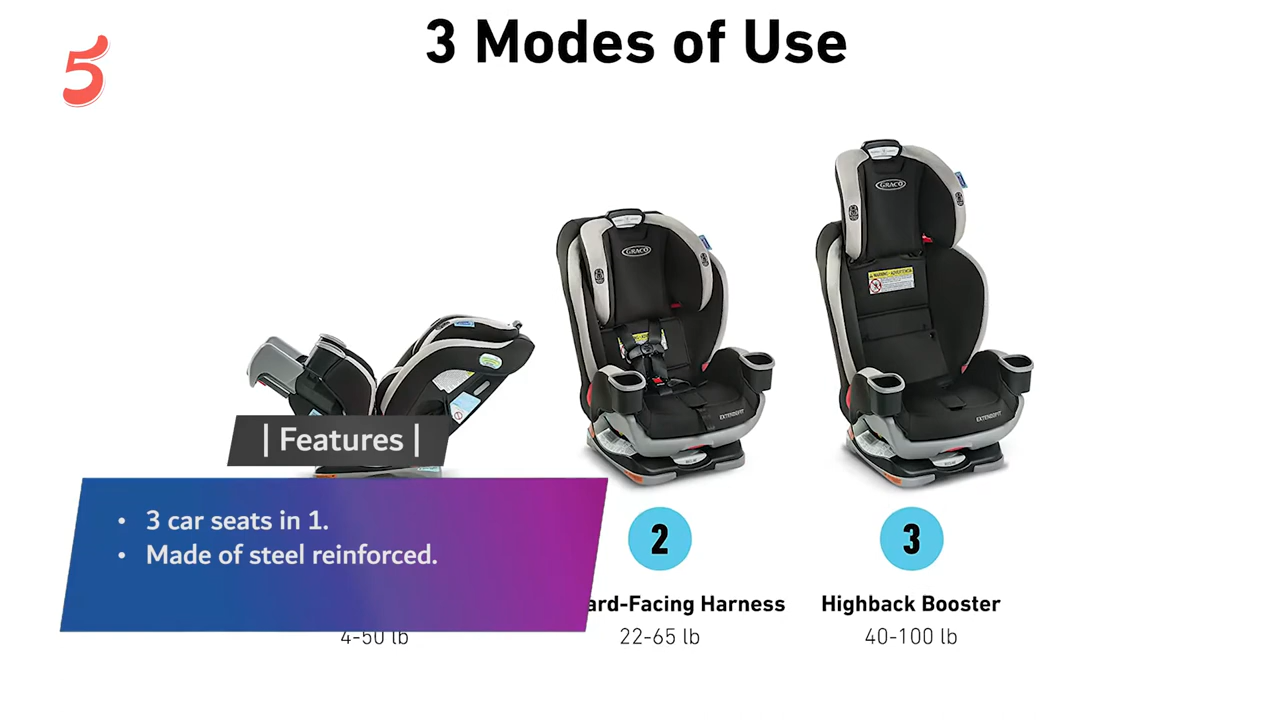 5
3 Modes of Use
GRACO
GRACO
EXTEND2FIT
EXTEND2FIT
| Features |
• 3 car seats in 1.
• Made of steel reinforced.
2
3
ard-Facing Harness
Highback Booster
4-50 lb
22-65 lb
40-100 lb